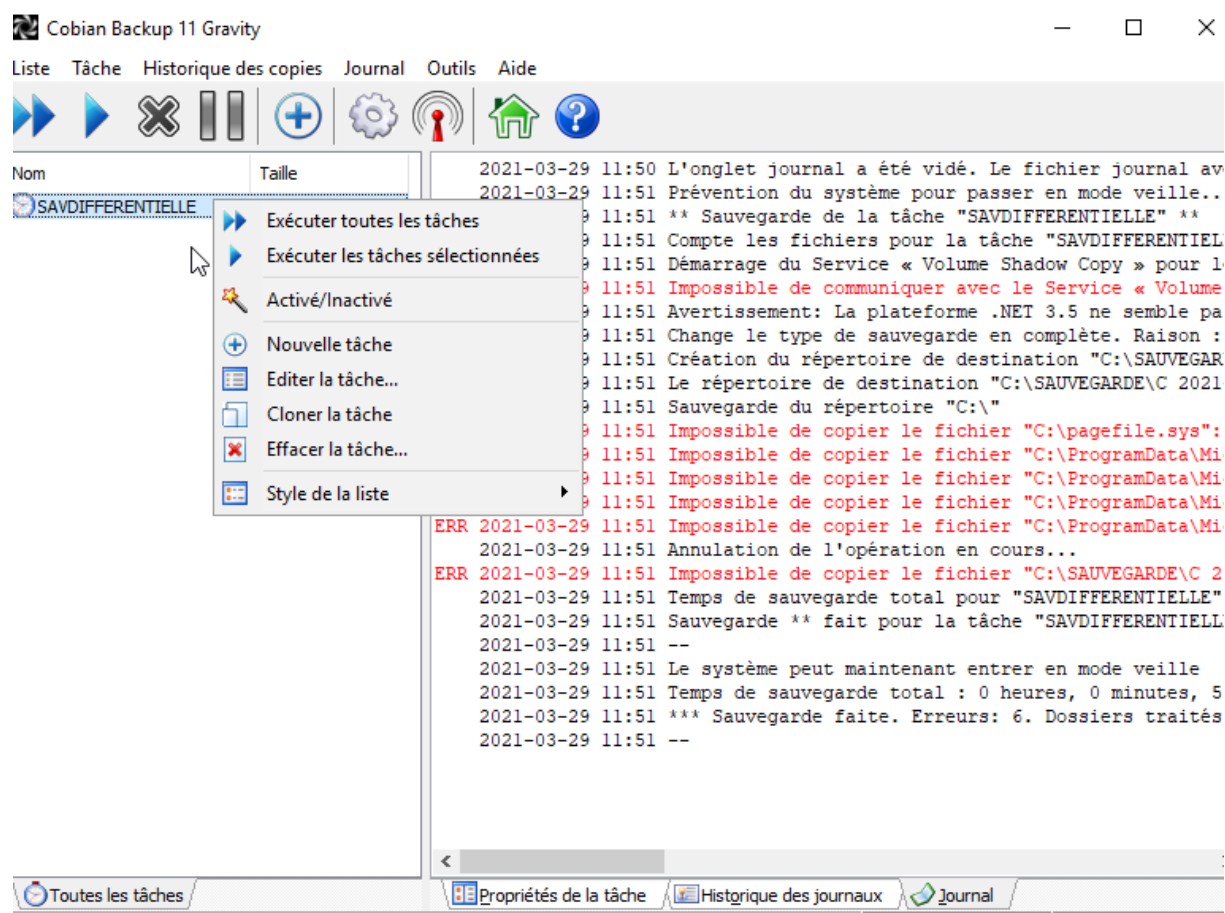 Cobian Backup 11 Gravity
Liste Tâche Historique des copies Journal Outils Aide
Nom Taille
SAVDIFFERENTIELLE
Exécuter toutes les tâches
Exécuter les tâches sélectionnées
Activé/Inactivé
Nouvelle tâche
Editer la tâche...
Cloner la tâche
Effacer la tâche...
Style de la liste
2021-03-29 11:50 L'onglet journal a été vidé. Le fichier journal av
2021-03-29 11:51 Prévention du système pour passer en mode veille..
9 11:51 ** Sauvegarde de la tâche "SAVDIFFERENTIELLE" **
9 11:51 Compte les fichiers pour la tâche "SAVDIFFERENTIEL
9 11:51 Démarrage du Service « Volume Shadow Copy » pour l
9 11:51 Impossible de communiquer avec le Service « Volume
9 11:51 Avertissement: La plateforme .NET 3.5 ne semble pa
9 11:51 Change le type de sauvegarde en complète. Raison :
9 11:51 Création du répertoire de destination "C:\SAUVEGAR
9 11:51 Le répertoire de destination "C:\SAUVEGARDE\C 2021
9 11:51 Sauvegarde du répertoire "C:\"
9 11:51 Impossible de copier le fichier "C:\pagefile.sys":
9 11:51 Impossible de copier le fichier "C:\ProgramData\Mi
9 11:51 Impossible de copier le fichier "C:\ProgramData\Mi
9 11:51 Impossible de copier le fichier "C:\ProgramData\Mi
ERR 2021-03-29 11:51 Impossible de copier le fichier "C:\ProgramData\Mi
2021-03-29 11:51 Annulation de l'opération en cours...
ERR 2021-03-29 11:51 Impossible de copier le fichier "C:\SAUVEGARDE\C 2
2021-03-29 11:51 Temps de sauvegarde total pour "SAVDIFFERENTIELLE"
2021-03-29 11:51 Sauvegarde ** fait pour la tâche "SAVDIFFERENTIELL
2021-03-29 11:51 --
2021-03-29 11:51 Le système peut maintenant entrer en mode veille
2021-03-29 11:51 Temps de sauvegarde total : 0 heures, 0 minutes, 5
2021-03-29 11:51 *** Sauvegarde faite. Erreurs: 6. Dossiers traités
2021-03-29 11:51 --
Toutes les tâches
Propriétés de la tâche Historique des journaux Journal